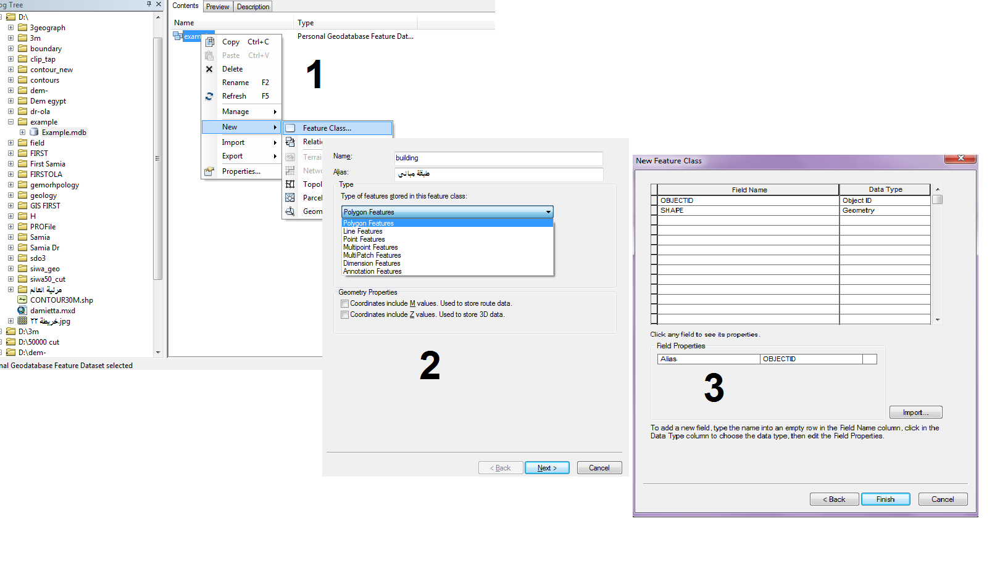 og Tree
D:\
3geograph
3m
boundary
clip_tap
contour_new
contours
dem-
Dem egypt
dr-ola
example
Example.mdb
field
FIRST
First Samia
FIRSTOLA
gemorhpology
geology
GIS FIRST
H
PROFile
Samia
Samia Dr
sdo3
siwa_geo
siwa50_cut
مرئية العالم
CONTOUR30M.shp
damietta.mxd
خريطة ٢٢.jpg
D:\3m
D:\50000 cut
D:\dem-
nal Geodatabase Feature Dataset selected
Contents Preview Description
Name Type
exam Personal Geodatabase Feature Dat...
Copy Ctrl+C
Paste Ctrl+V
Delete
Rename F2
Refresh F5
Manage
New
Import
Export
Properties...
1
Feature Class...
Relati
Terrai
Netw
Topol
Parcel
Geom
Name: building
Alias: طبقة مبانى
Type
Type of features stored in this feature class:
Polygon Features
Polygon Features
Line Features
Point Features
Multipoint Features
MultiPatch Features
Dimension Features
Annotation Features
Geometry Properties
Coordinates include M values. Used to store route data.
Coordinates include Z values. Used to store 3D data.
2
< Back Next > Cancel
New Feature Class
Field Name Data Type
OBJECTID Object ID
SHAPE Geometry
Click any field to see its properties.
Field Properties
Alias OBJECTID
3
Import...
To add a new field, type the name into an empty row in the Field Name column, click in the
Data Type column to choose the data type, then edit the Field Properties.
< Back Finish Cancel